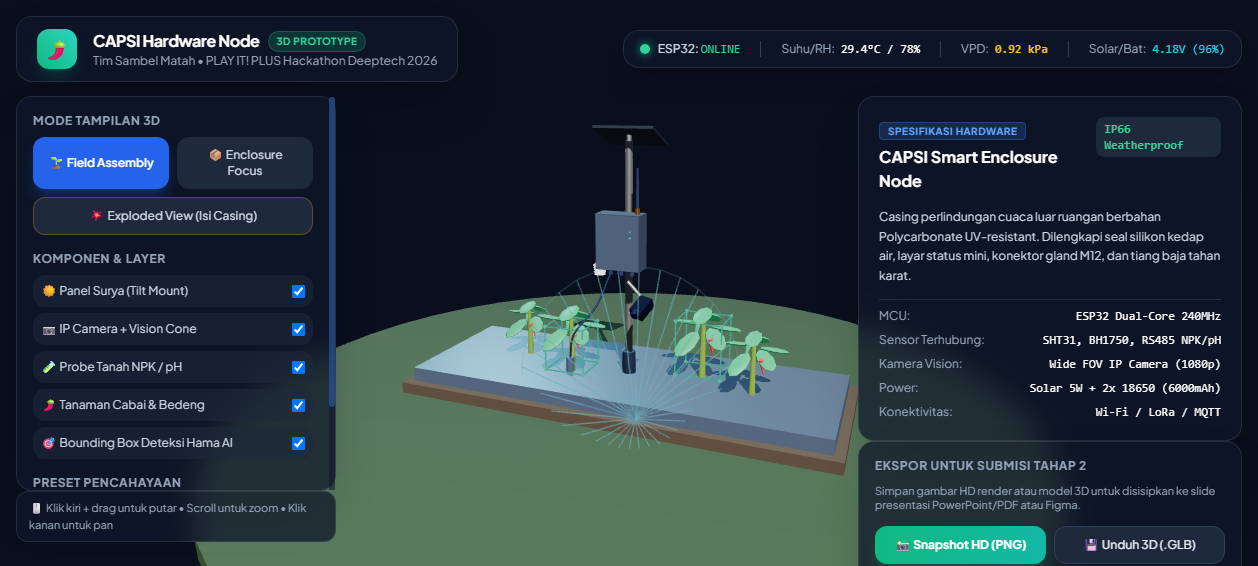 CAPSI Hardware Node 3D PROTOTYPE
Tim Sambel Matah • PLAY IT! PLUS Hackathon Deeptech 2026
ESP32: ONLINE Suhu/RH: 29.4°C / 78% VPD: 0.92 kPa Solar/Bat: 4.18V (96%)
MODE TAMPILAN 3D
Field Assembly
Enclosure
Focus
Exploded View (Isi Casing)
KOMPONEN & LAYER
Panel Surya (Tilt Mount)
IP Camera + Vision Cone
Probe Tanah NPK / pH
Tanaman Cabai & Bedeng
Bounding Box Deteksi Hama AI
PRESET PENCAHAYAAN
Klik kiri + drag untuk putar • Scroll untuk zoom • Klik
kanan untuk pan
SPESIFIKASI HARDWARE
IP66
Weatherproof
CAPSI Smart Enclosure
Node
Casing perlindungan cuaca luar ruangan berbahan
Polycarbonate UV-resistant. Dilengkapi seal silikon kedap
air, layar status mini, konektor gland M12, dan tiang baja tahan
karat.
MCU: ESP32 Dual-Core 240MHz
Sensor Terhubung: SHT31, BH1750, RS485 NPK/pH
Kamera Vision: Wide FOV IP Camera (1080p)
Power: Solar 5W + 2x 18650 (6000mAh)
Konektivitas: Wi-Fi / LoRa / MQTT
EKSPOR UNTUK SUBMISI TAHAP 2
Simpan gambar HD render atau model 3D untuk disisipkan ke slide
presentasi PowerPoint/PDF atau Figma.
Snapshot HD (PNG)
Unduh 3D (.GLB)